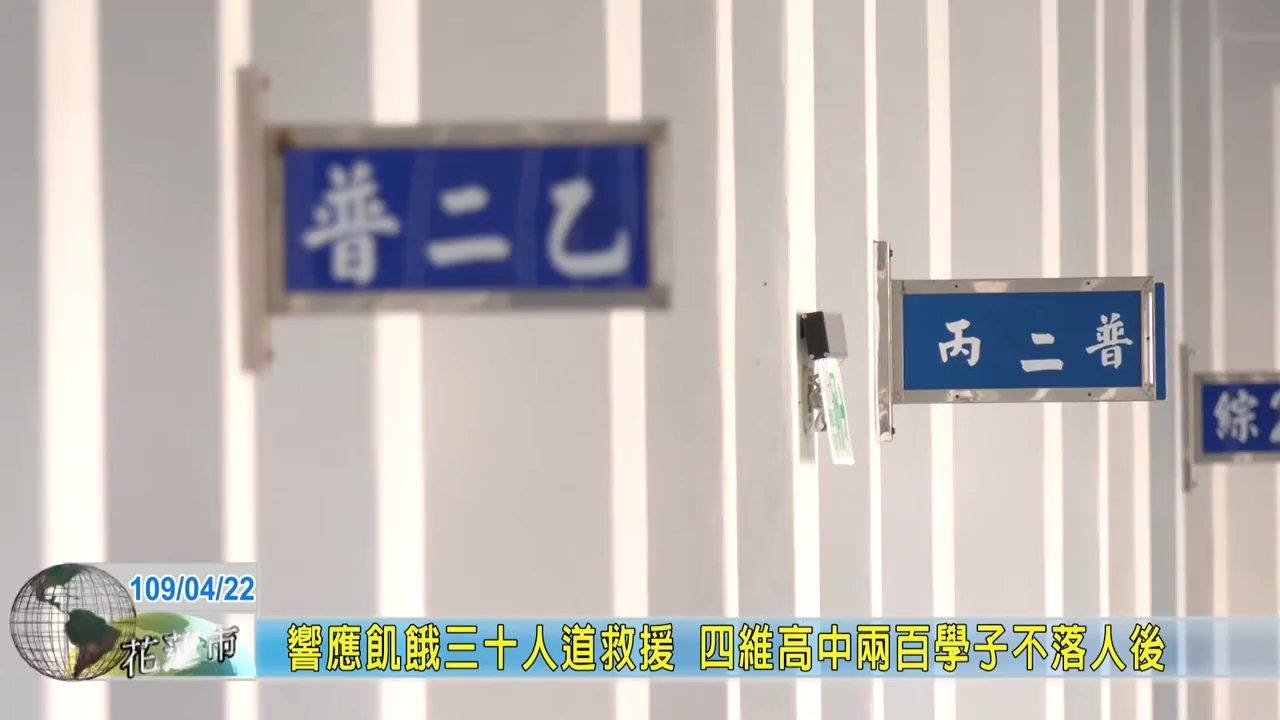 普二乙
丙二普
綜
109/04/22
花蓮市
響應飢餓三十人道救援 四維高中兩百學子不落人後